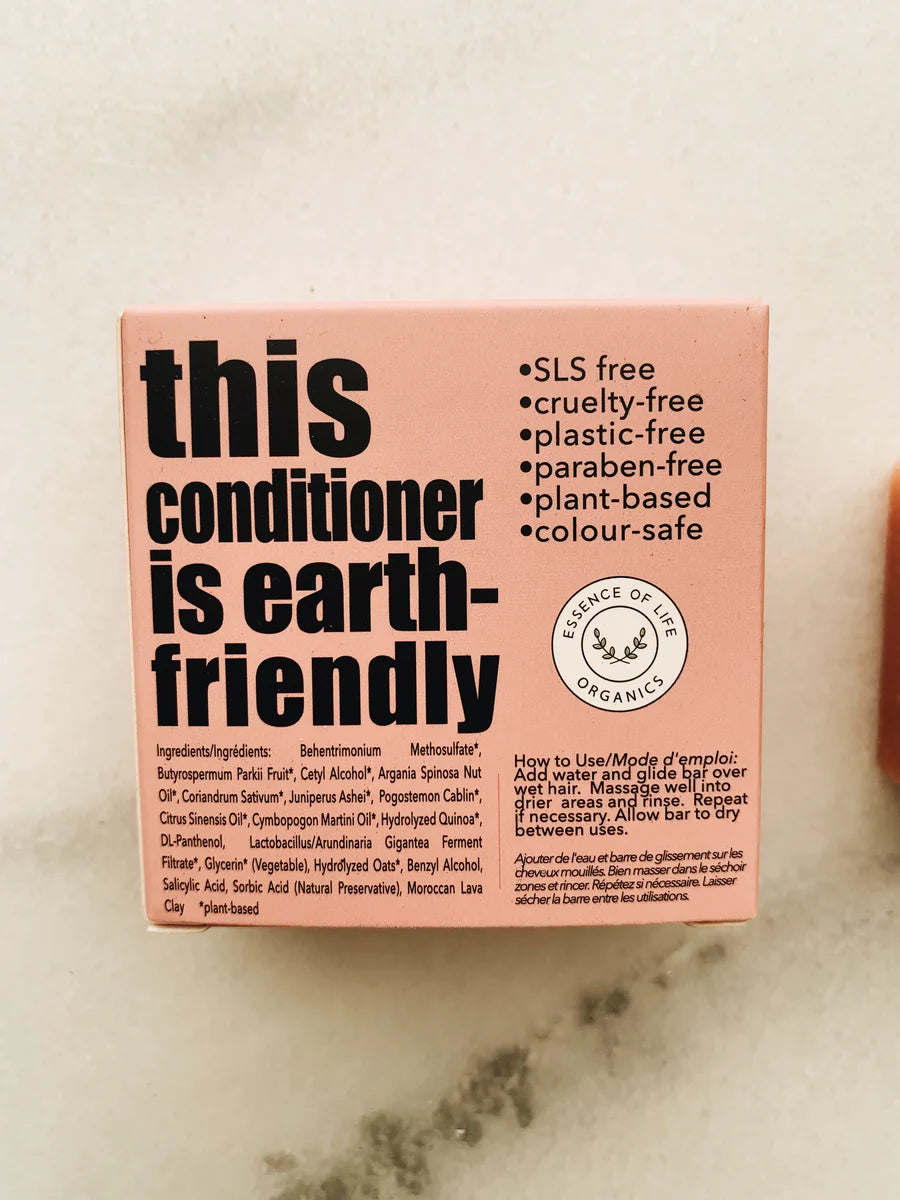 this
conditioner
is earth-
friendly
•SLS free
•cruelty-free
•plastic-free
•paraben-free
•plant-based
•colour-safe
ESSENCE OF LIFE
ORGANICS
Ingredients/Ingrédients: Behentrimonium Methosulfate*,
Butyrospermum Parkii Fruit*, Cetyl Alcohol*, Argania Spinosa Nut
Oil*, Coriandrum Sativum*, Juniperus Ashei*, Pogostemon Cablin*,
Citrus Sinensis Oil*, Cymbopogon Martini Oil*, Hydrolyzed Quinoa*,
DL-Panthenol, Lactobacillus/Arundinaria Gigantea Ferment
Filtrate*, Glycerin* (Vegetable), Hydrolyzed Oats*, Benzyl Alcohol,
Salicylic Acid, Sorbic Acid (Natural Preservative), Moroccan Lava
Clay *plant-based
How to Use/Mode d'emploi:
Add water and glide bar over
wet hair. Massage well into
drier areas and rinse. Repeat
if necessary. Allow bar to dry
between uses.
Ajouter de l'eau et barre de glissement sur les
cheveux mouillés. Bien masser dans le séchoir
zones et rincer. Répétez si nécessaire. Laisser
sécher la barre entre les utilisations.